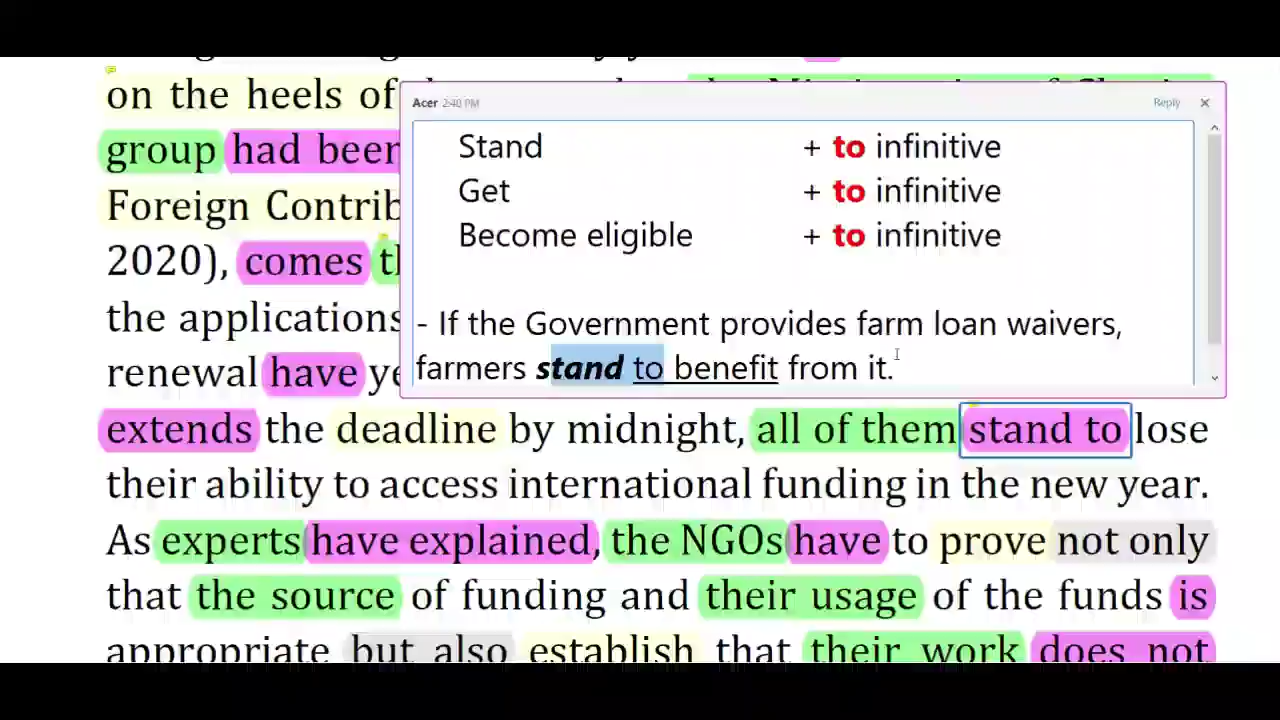 on the heels of
group had been
Foreign Contrib
2020), comes
the applications
renewal have ye
Acer 2:40 PM
Reply
Stand + to infinitive
Get + to infinitive
Become eligible + to infinitive
- If the Government provides farm loan waivers,
farmers stand to benefit from it.
extends the deadline by midnight, all of them stand to lose
their ability to access international funding in the new year.
As experts have explained, the NGOs have to prove not only
that the source of funding and their usage of the funds is
appropriate but also establish that their work does not